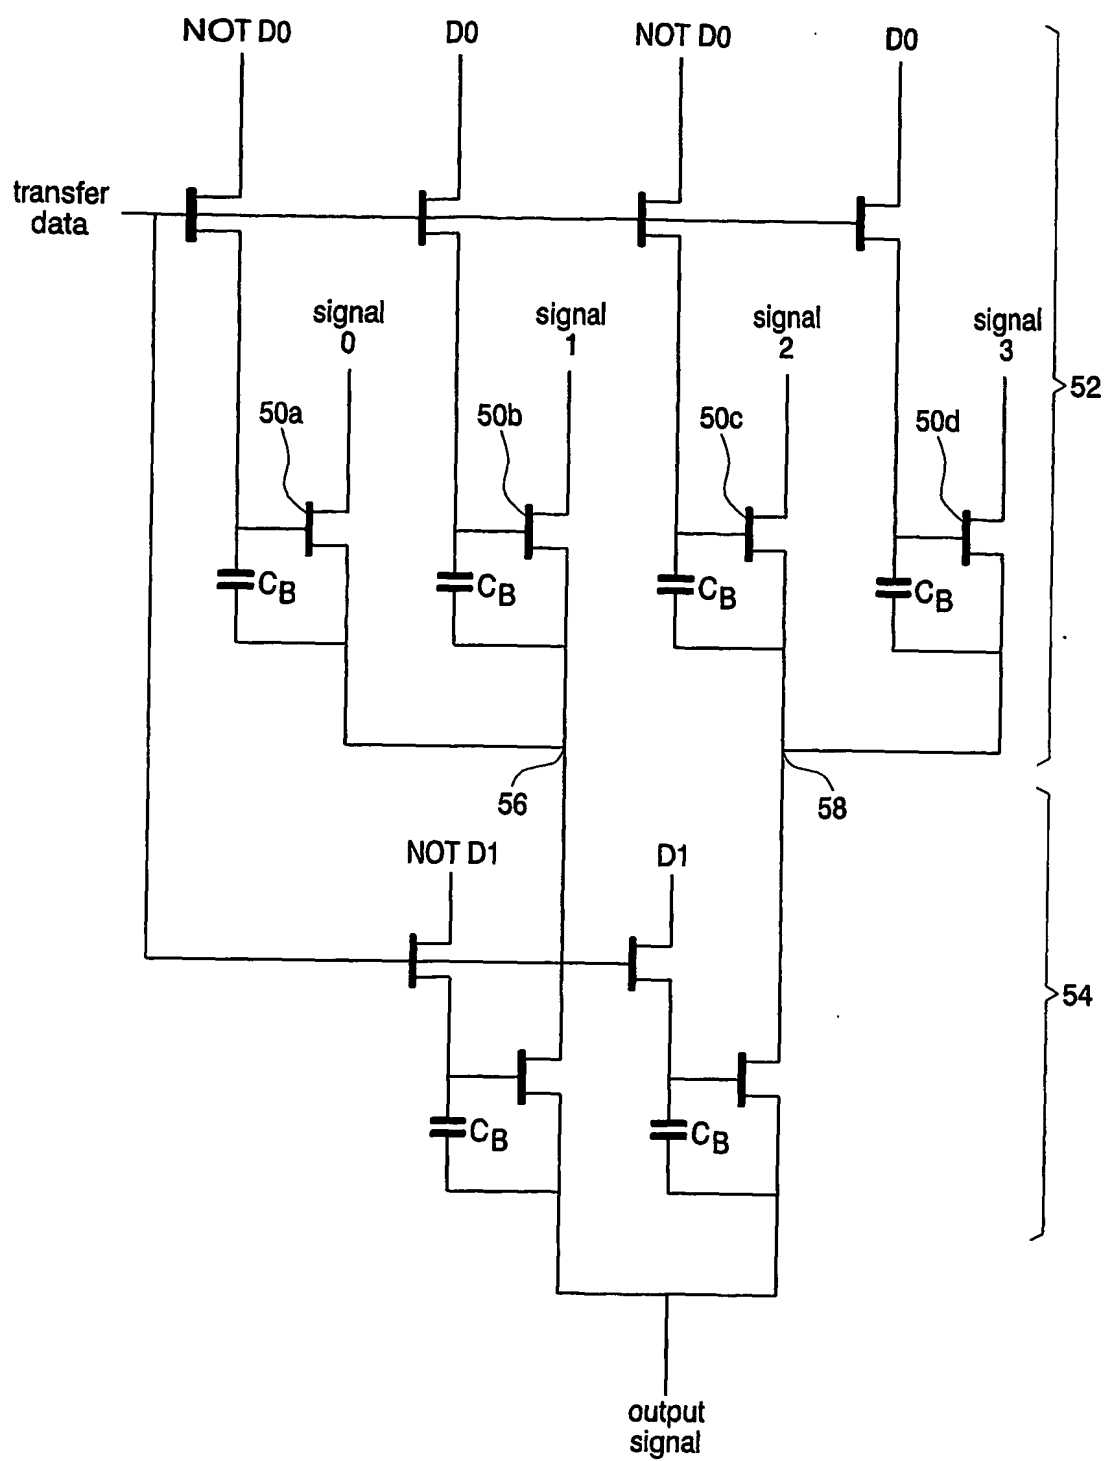 NOT D0
D0
NOT D0
D0
transfer
data
signal
0
signal
1
signal
2
signal
3
52
50a
50b
50c
50d
CB
CB
CB
CB
56
58
NOT D1
D1
54
CB
CB
output
signal